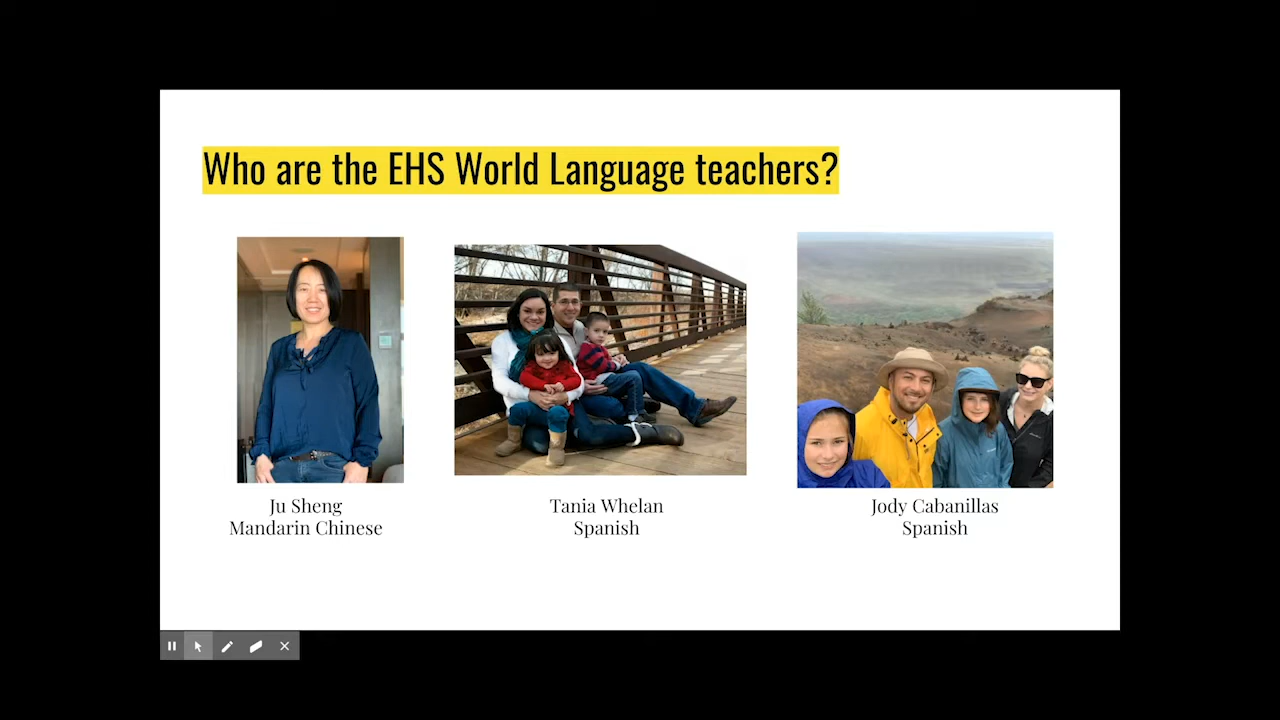 Who are the EHS World Language teachers?
Ju Sheng
Mandarin Chinese
Tania Whelan
Spanish
Jody Cabanillas
Spanish